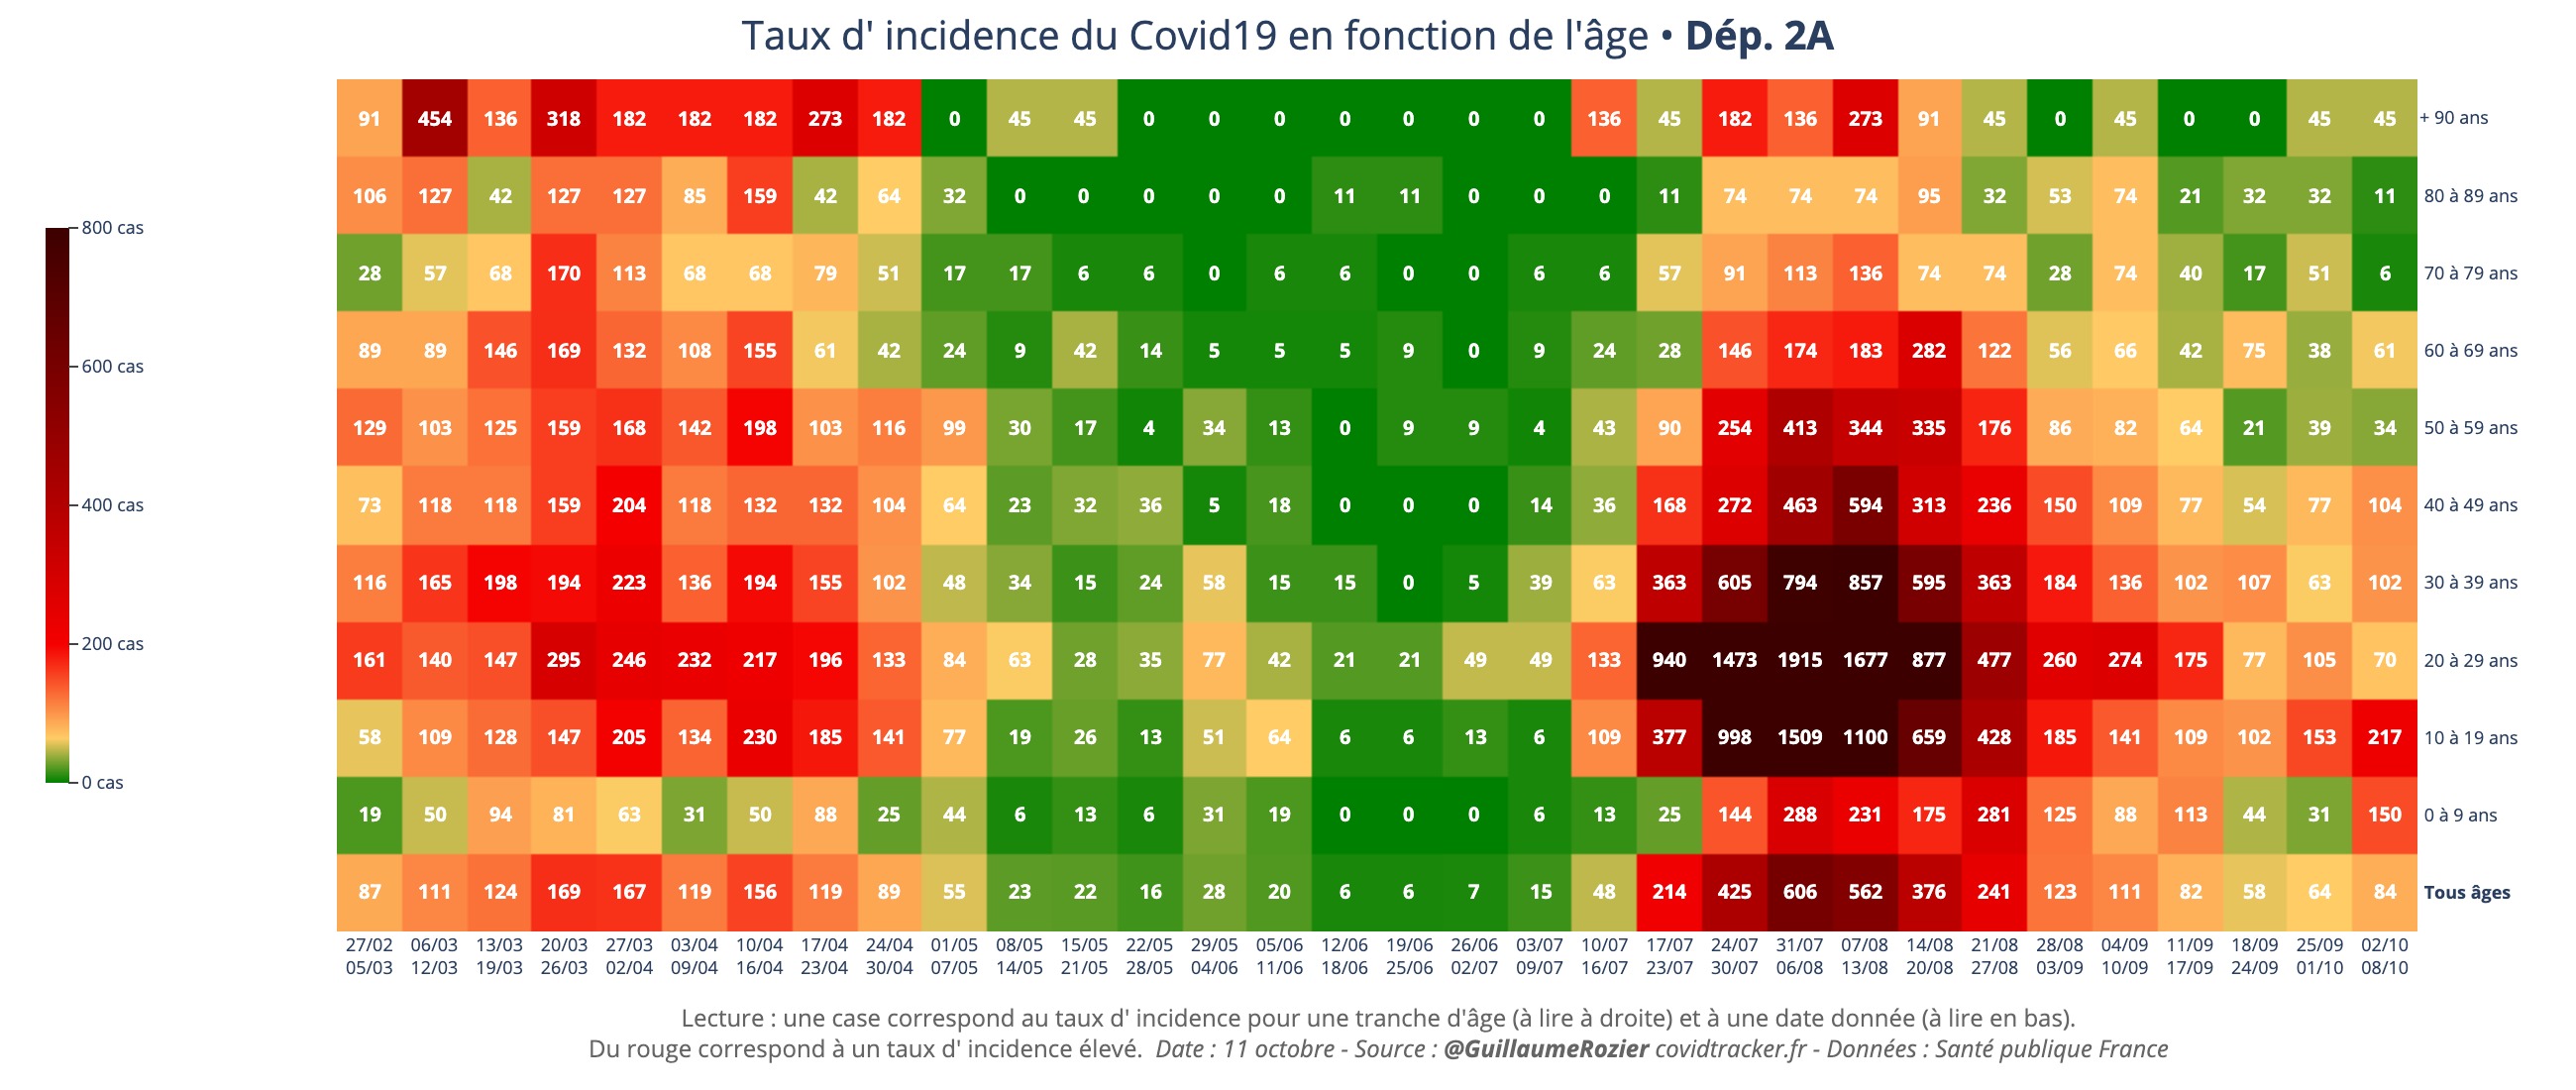 Taux d' incidence du Covid19 en fonction de l'âge • Dép. 2A
91 454 136 318 182 182 182 273 182 0 45 45 0 0 0 0 0 0 0 136 45 182 136 273 91 45 0 45 0 0 45 45 + 90 ans
106 127 42 127 127 85 159 42 64 32 0 0 0 0 0 11 11 0 0 0 11 74 74 74 95 32 53 74 21 32 32 11 80 à 89 ans
28 57 68 170 113 68 68 79 51 17 17 6 6 0 6 6 0 0 6 6 57 91 113 136 74 74 28 74 40 17 51 6 70 à 79 ans
89 89 146 169 132 108 155 61 42 24 9 42 14 5 5 5 9 0 9 24 28 146 174 183 282 122 56 66 42 75 38 61 60 à 69 ans
129 103 125 159 168 142 198 103 116 99 30 17 4 34 13 0 9 9 4 43 90 254 413 344 335 176 86 82 64 21 39 34 50 à 59 ans
73 118 118 159 204 118 132 132 104 64 23 32 36 5 18 0 0 0 14 36 168 272 463 594 313 236 150 109 77 54 77 104 40 à 49 ans
116 165 198 194 223 136 194 155 102 48 34 15 24 58 15 15 0 5 39 63 363 605 794 857 595 363 184 136 102 107 63 102 30 à 39 ans
161 140 147 295 246 232 217 196 133 84 63 28 35 77 42 21 21 49 49 133 940 1473 1915 1677 877 477 260 274 175 77 105 70 20 à 29 ans
58 109 128 147 205 134 230 185 141 77 19 26 13 51 64 6 6 13 6 109 377 998 1509 1100 659 428 185 141 109 102 153 217 10 à 19 ans
19 50 94 81 63 31 50 88 25 44 6 13 6 31 19 0 0 0 6 13 25 144 288 231 175 281 125 88 113 44 31 150 0 à 9 ans
87 111 124 169 167 119 156 119 89 55 23 22 16 28 20 6 6 7 15 48 214 425 606 562 376 241 123 111 82 58 64 84 Tous âges
27/02 06/03 13/03 20/03 27/03 03/04 10/04 17/04 24/04 01/05 08/05 15/05 22/05 29/05 05/06 12/06 19/06 26/06 03/07 10/07 17/07 24/07 31/07 07/08 14/08 21/08 28/08 04/09 11/09 18/09 25/09 02/10
05/03 12/03 19/03 26/03 02/04 09/04 16/04 23/04 30/04 07/05 14/05 21/05 28/05 04/06 11/06 18/06 25/06 02/07 09/07 16/07 23/07 30/07 06/08 13/08 20/08 27/08 03/09 10/09 17/09 24/09 01/10 08/10
800 cas
600 cas
400 cas
200 cas
0 cas
Lecture : une case correspond au taux d' incidence pour une tranche d'âge (à lire à droite) et à une date donnée (à lire en bas).
Du rouge correspond à un taux d' incidence élevé. Date : 11 octobre - Source : @GuillaumeRozier covidtracker.fr - Données : Santé publique France